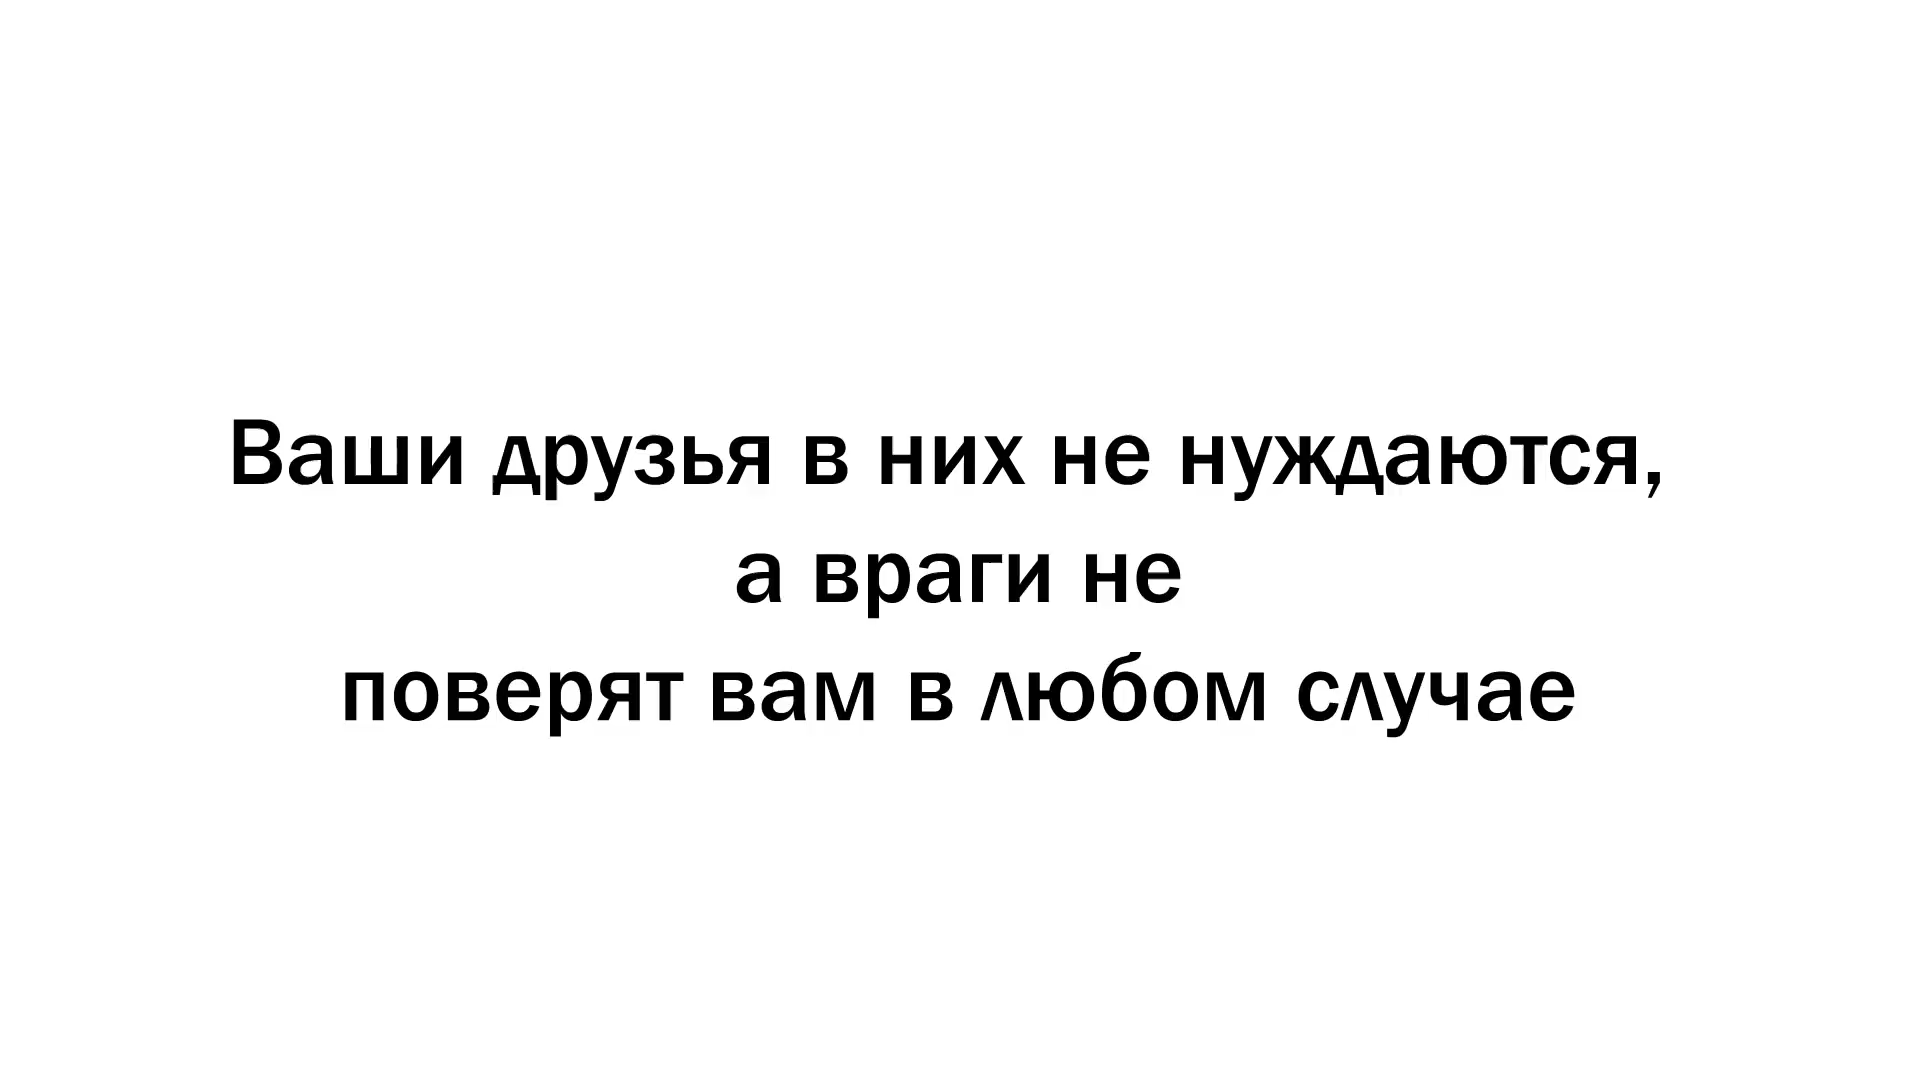 Ваши друзья в них не нуждаются,
а враги не
поверят вам в любом случае